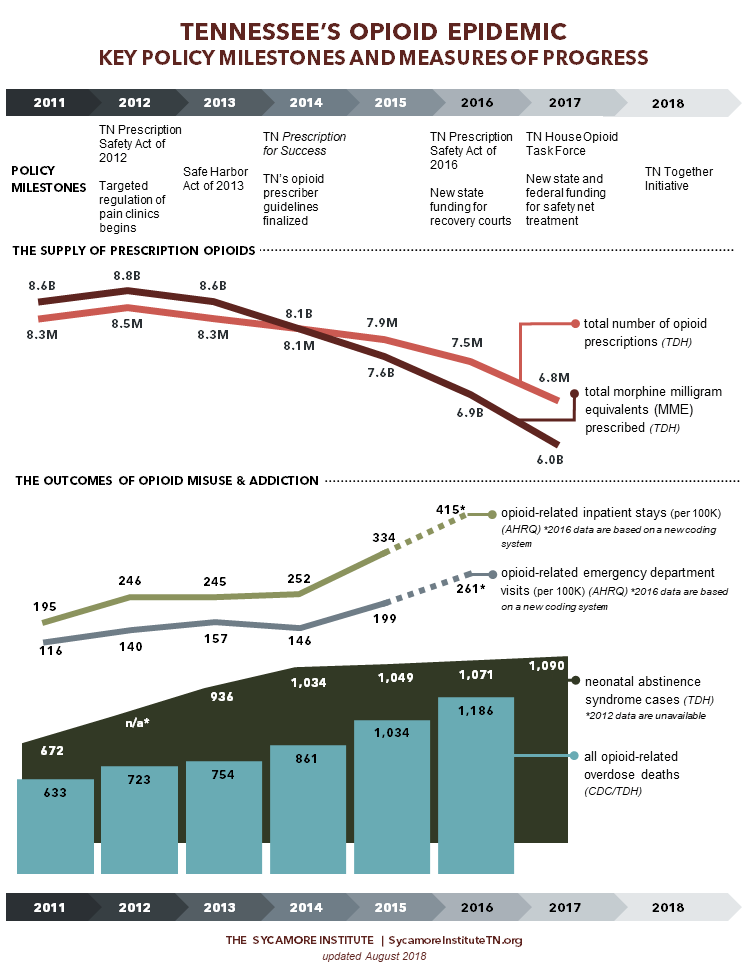 TENNESSEE'S OPIOID EPIDEMIC
KEY POLICY MILESTONES AND MEASURES OF PROGRESS
2011 2012 2013 2014 2015 2016 2017 2018
POLICY
MILESTONES
TN Prescription
Safety Act of
2012
Targeted
regulation of
pain clinics
begins
Safe Harbor
Act of 2013
TN Prescription
for Success
TN's opioid
prescriber
guidelines
finalized
TN Prescription
Safety Act of
2016
New state
funding for
recovery courts
TN House Opioid
Task Force
New state and
federal funding
for safety net
treatment
TN Together
Initiative
THE SUPPLY OF PRESCRIPTION OPIOIDS
8.6B 8.8B 8.6B 8.1B 7.9M 7.5M 6.8M
8.3M 8.5M 8.3M 8.1M 7.6B 6.9B 6.0B
total number of opioid
prescriptions (TDH)
total morphine milligram
equivalents (MME)
prescribed (TDH)
THE OUTCOMES OF OPIOID MISUSE & ADDICTION
195 246 245 252 334 415*
opioid-related inpatient stays (per 100K)
(AHRQ) *2016 data are based on a new coding
system
116 140 157 146 199 261*
opioid-related emergency department
visits (per 100K) (AHRQ) *2016 data are based
on a new coding system
672 n/a* 936 1,034 1,049 1,071 1,090
neonatal abstinence
syndrome cases (TDH)
*2012 data are unavailable
633 723 754 861 1,034 1,186
all opioid-related
overdose deaths
(CDC/TDH)
2011 2012 2013 2014 2015 2016 2017 2018
THE SYCAMORE INSTITUTE | SycamoreInstituteTN.org
updated August 2018